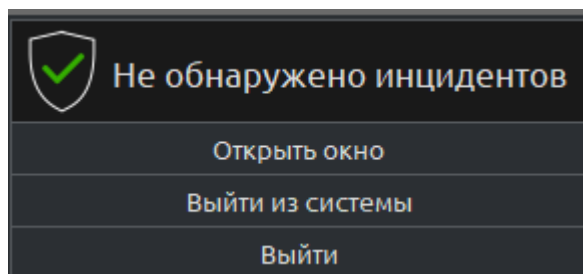 Не обнаружено инцидентов
Открыть окно
Выйти из системы
Выйти